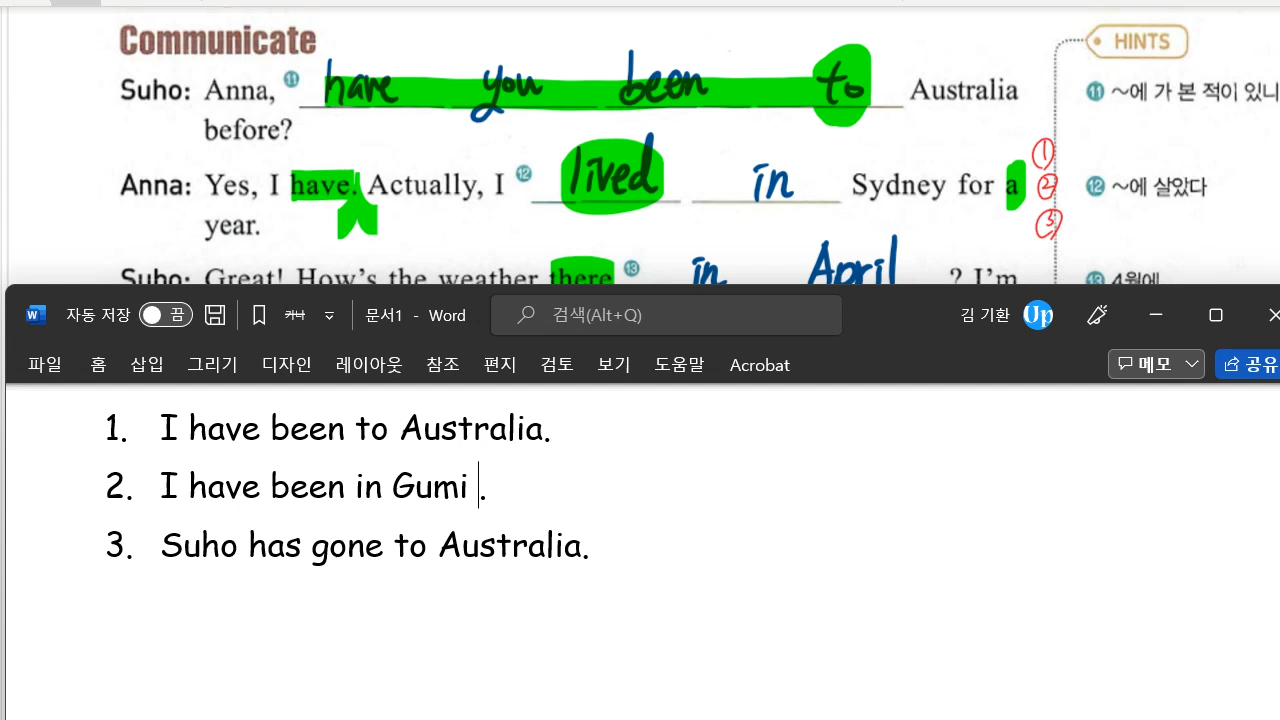 Communicate
HINTS
Suho: Anna, ⑪ have you been to Australia before?
⑪ ~에 가 본 적이 있니
Anna: Yes, I have. Actually, I ⑫ lived in Sydney for a year.
① ② ③
⑫ ~에 살았다
Suho: Great! How's the weather there ⑬ in April ? I'm
⑬ 4월에
자동 저장 끔 문서1 - Word 검색(Alt+Q) 김 기환 Up
파일 홈 삽입 그리기 디자인 레이아웃 참조 편지 검토 보기 도움말 Acrobat 메모 공유
1. I have been to Australia.
2. I have been in Gumi .
3. Suho has gone to Australia.